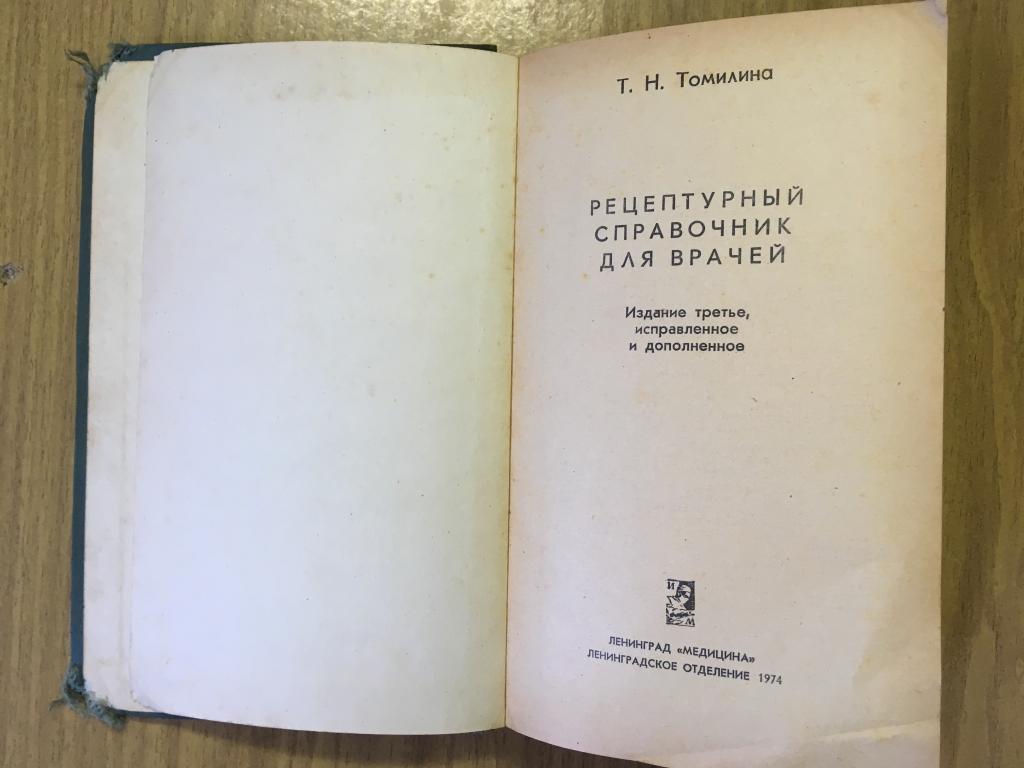 Т. Н. Томилина
РЕЦЕПТУРНЫЙ
СПРАВОЧНИК
ДЛЯ ВРАЧЕЙ
Издание третье,
исправленное
и дополненное
И
М
ЛЕНИНГРАД «МЕДИЦИНА»
ЛЕНИНГРАДСКОЕ ОТДЕЛЕНИЕ 1974